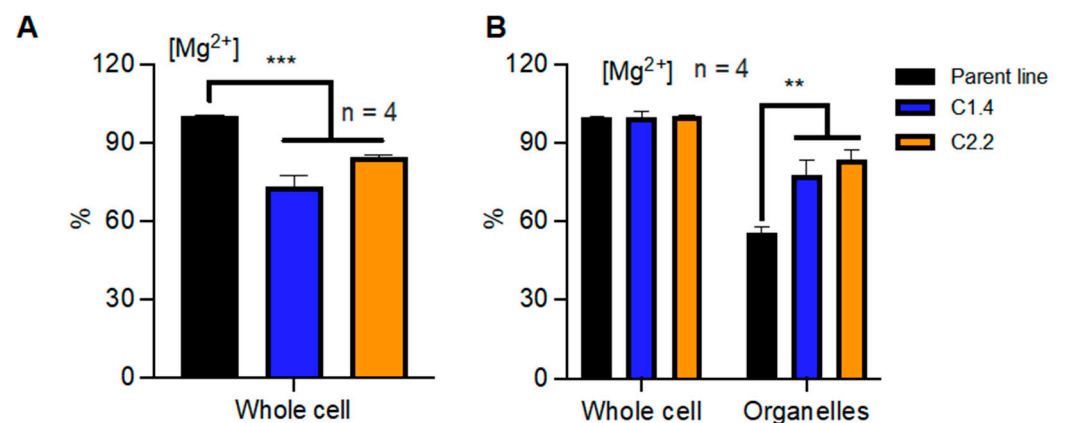 A
[Mg2+]
***
n = 4
120
90
60
30
0
%
Whole cell
B
[Mg2+] n = 4
**
120
90
60
30
0
%
Whole cell Organelles
Parent line
C1.4
C2.2